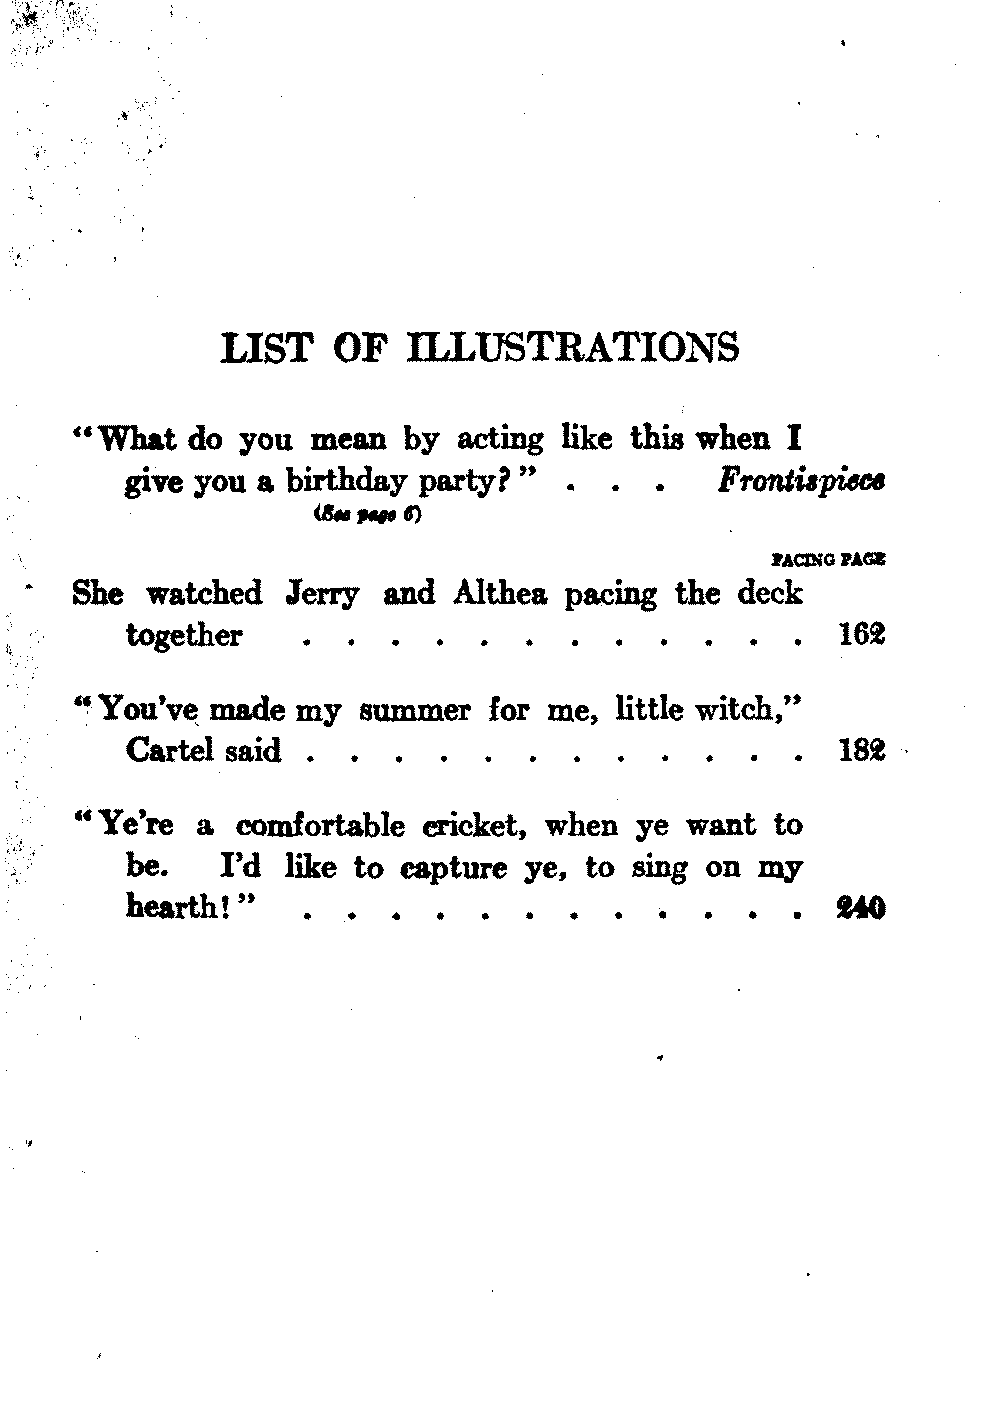 LIST OF ILLUSTRATIONS
“What do you mean by acting like this when I
give you a birthday party?” . . . Frontispiece
(See page 6)
FACING PAGE
She watched Jerry and Althea pacing the deck
together . . . . . . . . . . . . 162
“You've made my summer for me, little witch,”
Cartel said . . . . . . . . . . . . 182
“Ye're a comfortable cricket, when ye want to
be. I'd like to capture ye, to sing on my
hearth!” . . . . . . . . . . . . 240